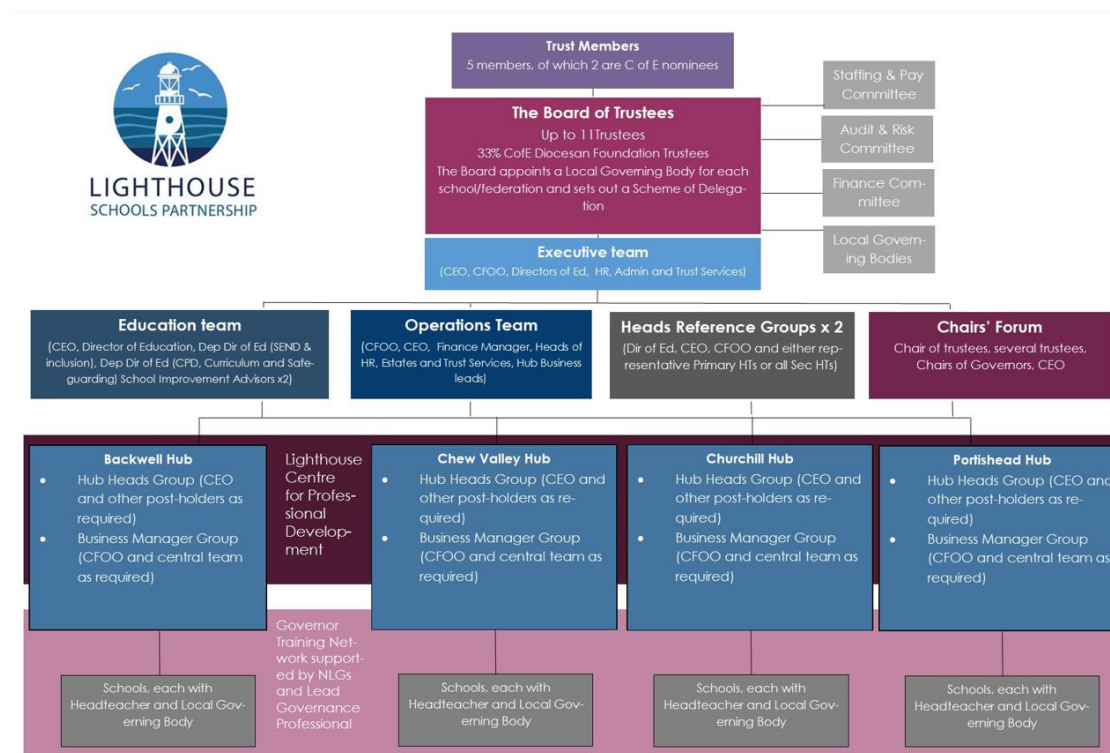 LIGHTHOUSE
SCHOOLS PARTNERSHIP
Trust Members
5 members, of which 2 are C of E nominees
The Board of Trustees
Up to 11Trustees
33% CofE Diocesan Foundation Trustees
The Board appoints a Local Governing Body for each
school/federation and sets out a Scheme of Delega-
tion
Staffing & Pay
Committee
Audit & Risk
Committee
Finance Com-
mittee
Local Govern-
ing Bodies
Executive team
(CEO, CFOO, Directors of Ed, HR, Admin and Trust Services)
Education team
(CEO, Director of Education, Dep Dir of Ed (SEND &
inclusion), Dep Dir of Ed (CPD, Curriculum and Safe-
guarding) School Improvement Advisors x2)
Operations Team
(CFOO, CEO, Finance Manager, Heads of
HR, Estates and Trust Services, Hub Business
leads)
Heads Reference Groups x 2
(Dir of Ed, CEO, CFOO and either rep-
resentative Primary HTs or all Sec HTs)
Chairs' Forum
Chair of trustees, several trustees,
Chairs of Governors, CEO
Backwell Hub
• Hub Heads Group (CEO
and other post-holders as
required)
• Business Manager Group
(CFOO and central team
as required)
Lighthouse
Centre
for Profes-
sional
Develop-
ment
Chew Valley Hub
• Hub Heads Group (CEO and
other post-holders as re-
quired)
• Business Manager Group
(CFOO and central team as
required)
Churchill Hub
• Hub Heads Group (CEO and
other post-holders as re-
quired)
• Business Manager Group
(CFOO and central team as
required)
Portishead Hub
• Hub Heads Group (CEO and
other post-holders as re-
quired)
• Business Manager Group
(CFOO and central team as
required)
Governor
Training Net-
work support-
ed by NLGs
and Lead
Governance
Professional
Schools, each with
Headteacher and Local Gov-
erning Body
Schools, each with
Headteacher and Local Gov-
erning Body
Schools, each with
Headteacher and Local Gov-
erning Body
Schools, each with
Headteacher and Local Gov-
erning Body